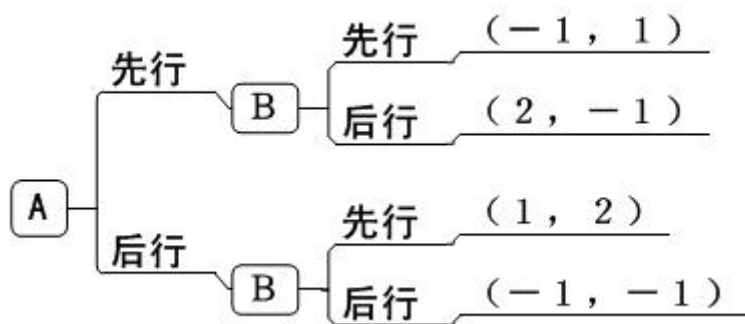 先行 (-1, 1)
先行 B
后行 (2, -1)
A
先行 (1, 2)
后行 B
后行 (-1, -1)